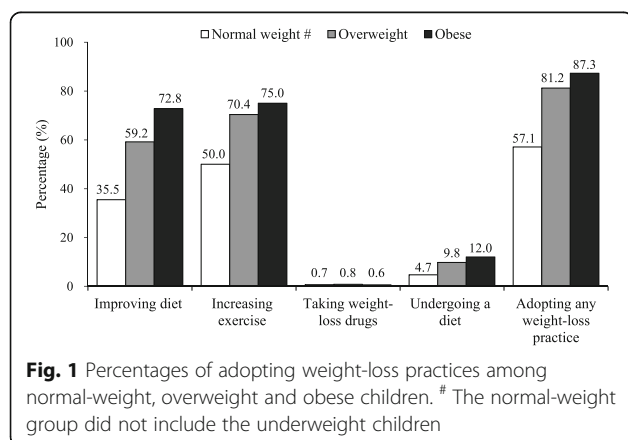 Normal weight # Overweight Obese
100
80
60
40
20
0
Percentage (%)
35.5 59.2 72.8
50.0 70.4 75.0
0.7 0.8 0.6
4.7 9.8 12.0
57.1 81.2 87.3
Improving diet
Increasing
exercise
Taking weight-
loss drugs
Undergoing a
diet
Adopting any
weight-loss
practice
Fig. 1 Percentages of adopting weight-loss practices among
normal-weight, overweight and obese children. # The normal-weight
group did not include the underweight children